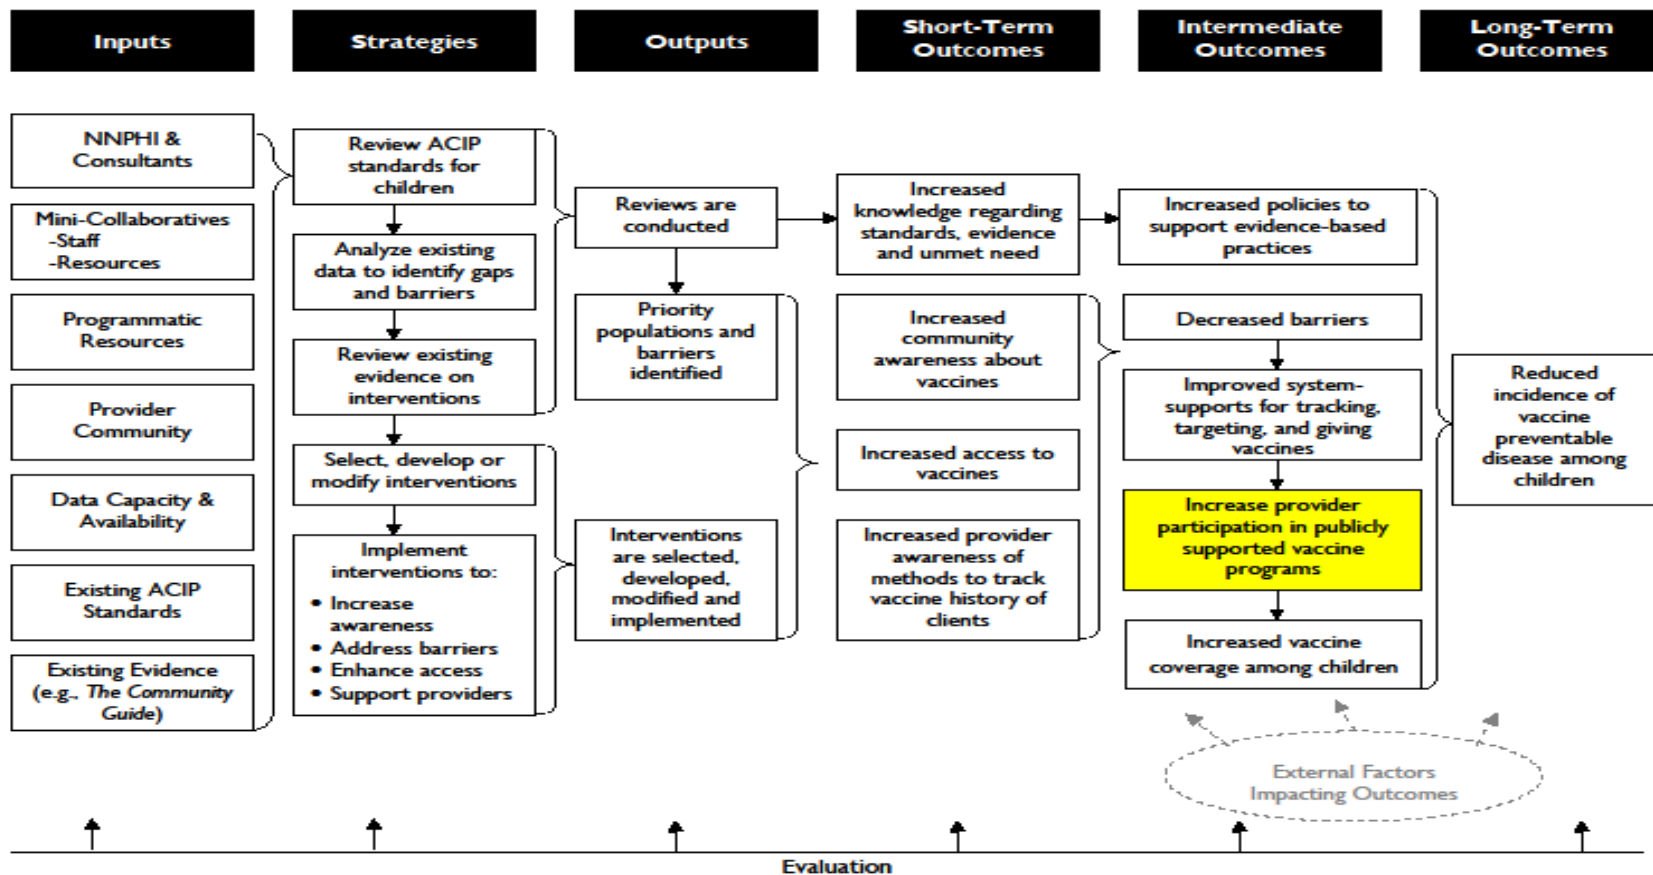 Inputs
Strategies
Outputs
Short-Term
Outcomes
Intermediate
Outcomes
Long-Term
Outcomes
NNPHI &
Consultants
Mini-Collaboratives
-Staff
-Resources
Programmatic
Resources
Provider
Community
Data Capacity &
Availability
Existing ACIP
Standards
Existing Evidence
(e.g., The Community
Guide)
Review ACIP
standards for
children
Analyze existing
data to identify gaps
and barriers
Review existing
evidence on
interventions
Select, develop or
modify interventions
Implement
interventions to:
• Increase
awareness
• Address barriers
• Enhance access
• Support providers
Reviews are
conducted
Priority
populations and
barriers
identified
Interventions
are selected,
developed,
modified and
implemented
Increased
knowledge regarding
standards, evidence
and unmet need
Increased
community
awareness about
vaccines
Increased access to
vaccines
Increased provider
awareness of
methods to track
vaccine history of
clients
Increased policies to
support evidence-based
practices
Decreased barriers
Improved system-
supports for tracking,
targeting, and giving
vaccines
Increase provider
participation in publicly
supported vaccine
programs
Increased vaccine
coverage among children
Reduced
incidence of
vaccine
preventable
disease among
children
External Factors
Impacting Outcomes
Evaluation